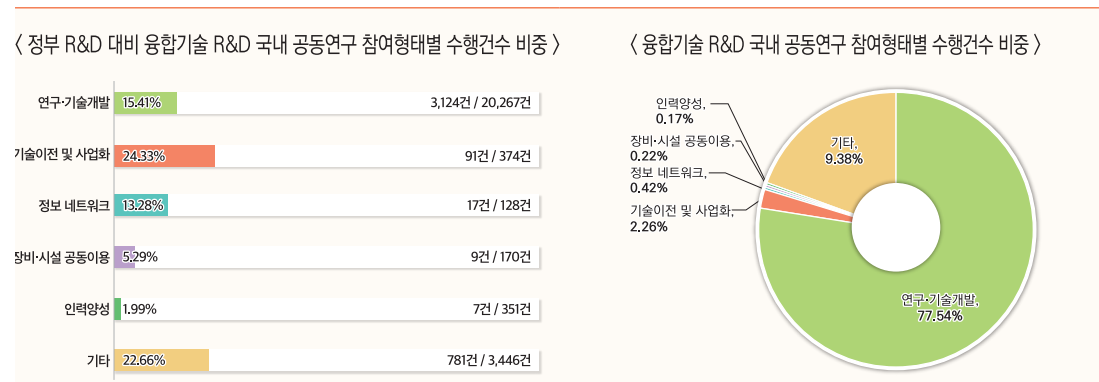 〈 정부 R&D 대비 융합기술 R&D 국내 공동연구 참여형태별 수행건수 비중 〉
연구·기술개발 15.41% 3,124건 / 20,267건
기술이전 및 사업화 24.33% 91건 / 374건
정보 네트워크 13.28% 17건 / 128건
장비·시설 공동이용 5.29% 9건 / 170건
인력양성 1.99% 7건 / 351건
기타 22.66% 781건 / 3,446건
〈 융합기술 R&D 국내 공동연구 참여형태별 수행건수 비중 〉
인력양성,
0.17%
장비·시설 공동이용,
0.22%
정보 네트워크,
0.42%
기술이전 및 사업화,
2.26%
기타,
9.38%
연구·기술개발,
77.54%